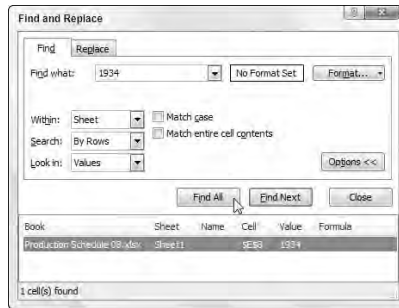 Find and Replace
Find Replace
Find what: 1934 No Format Set Format...
Within: Sheet Match case
Match entire cell contents
Search: By Rows
Look in: Values Options <<
Find All Find Next Close
Book Sheet Name Cell Value Formula
Production Schedule 08.xlsx Sheet1 $E$8 1934
1 cell(s) found